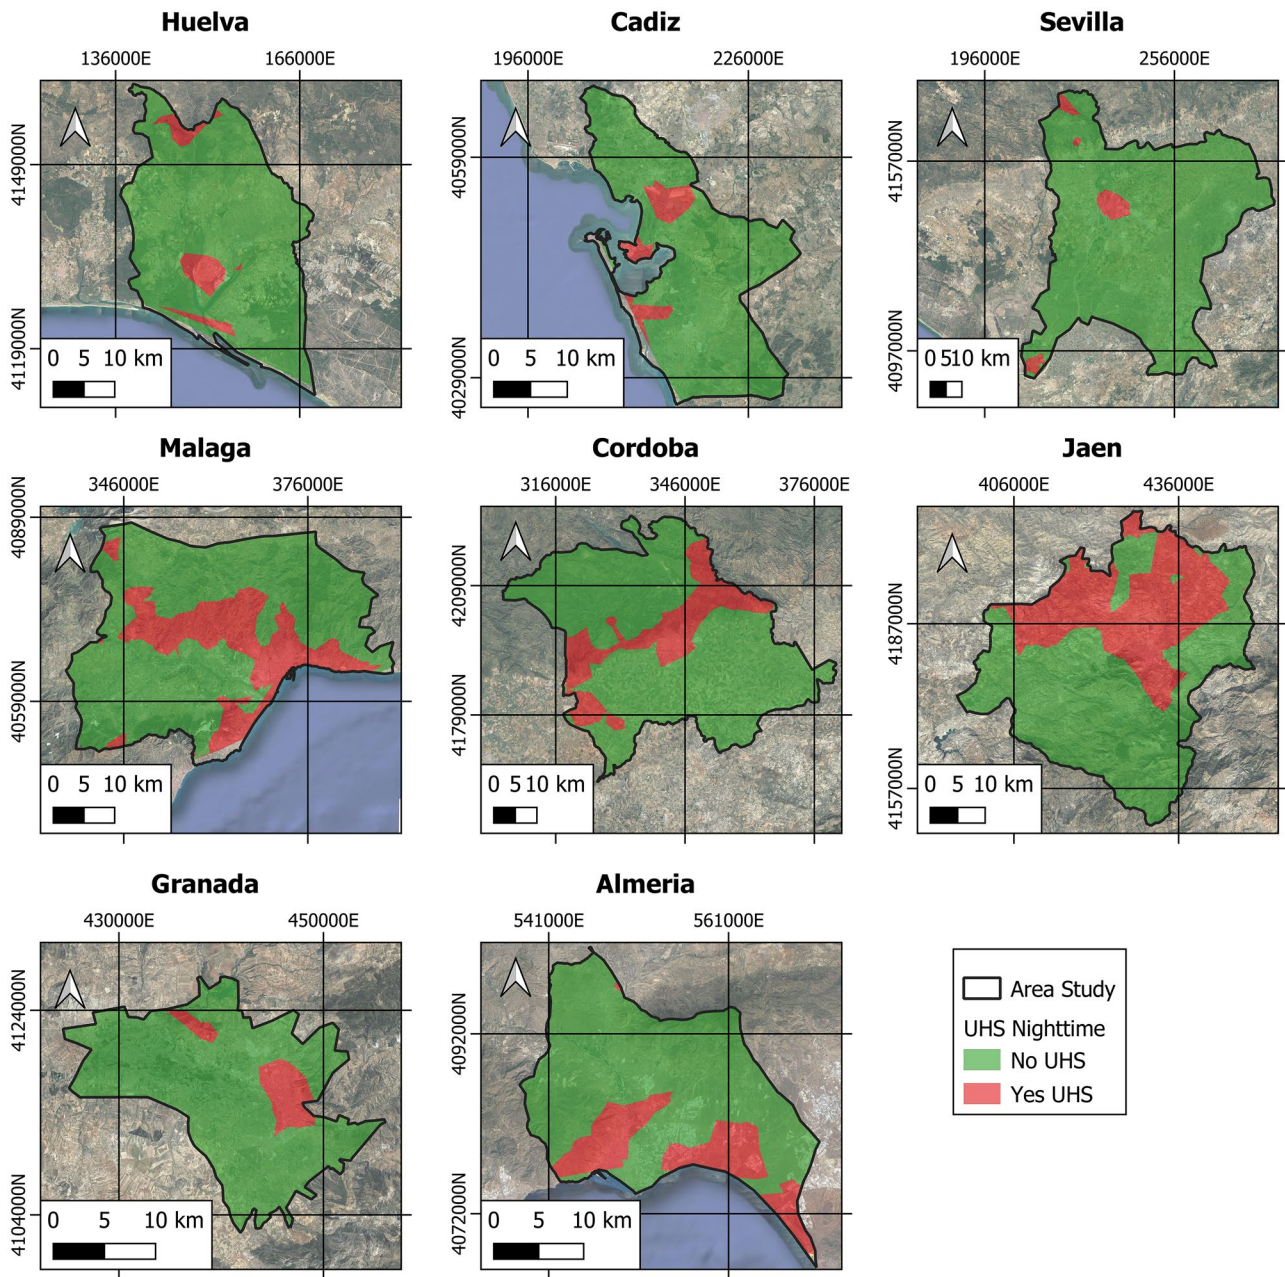 Huelva
136000E 166000E
4149000N
4119000N
0 5 10 km
Cadiz
196000E 226000E
4059000N
4029000N
0 5 10 km
Sevilla
196000E 256000E
4157000N
4097000N
0 510 km
Malaga
346000E 376000E
4089000N
4059000N
0 5 10 km
Cordoba
316000E 346000E 376000E
4209000N
4179000N
0 5 10 km
Jaen
406000E 436000E
4187000N
4157000N
0 5 10 km
Granada
430000E 450000E
4124000N
4104000N
0 5 10 km
Almeria
541000E 561000E
4092000N
4072000N
0 5 10 km
Area Study
UHS Nighttime
No UHS
Yes UHS